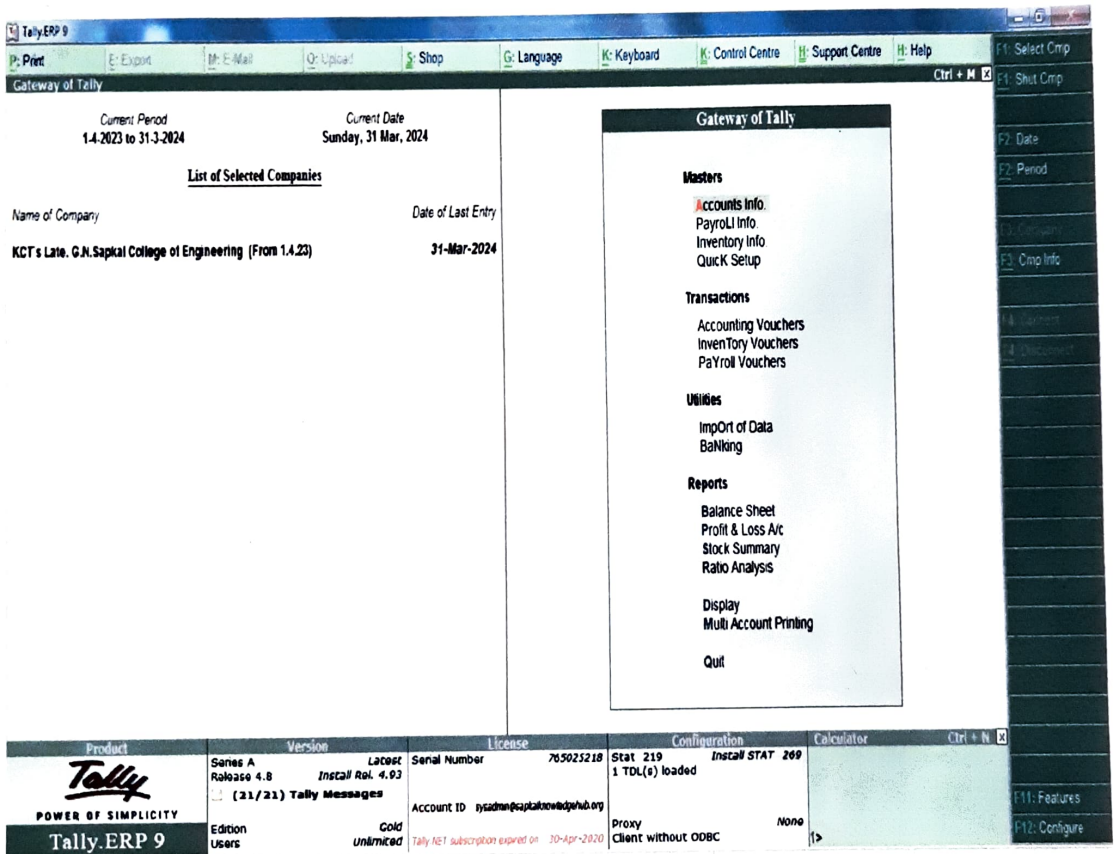 Tally.ERP 9
P: Print E: Export M: E-Mail O: Upload S: Shop G: Language K: Keyboard K: Control Centre H: Support Centre H: Help
Gateway of Tally Ctrl + M X
Current Period Current Date
1-4-2023 to 31-3-2024 Sunday, 31 Mar, 2024
List of Selected Companies
Name of Company Date of Last Entry
KCT's Late. G.N.Sapkal College of Engineering (From 1.4.23) 31-Mar-2024
Gateway of Tally
Masters
Accounts Info.
PayroLl Info.
Inventory Info.
QuicK Setup
Transactions
Accounting Vouchers
InvenTory Vouchers
PaYroll Vouchers
Utilities
ImpOrt of Data
BaNking
Reports
Balance Sheet
Profit & Loss A/c
Stock Summary
Ratio Analysis
Display
Multi Account Printing
Quit
F1: Select Cmp
F1: Shut Cmp
F2: Date
F2: Period
F3: Company
F3: Cmp Info
F4: Connect
F4: Disconnect
F11: Features
F12: Configure
Product
Tally
POWER OF SIMPLICITY
Tally.ERP 9
Version
Series A Latest
Release 4.8 Install Rel. 4.93
(21/21) Tally Messages
Edition Gold
Users Unlimited
License
Serial Number 765025218
Account ID sysadmin@sapkalknowledgehub.org
Tally.NET subscription expired on 30-Apr-2020
Configuration
Stat 219 Install STAT 269
1 TDL(s) loaded
Proxy None
Client without ODBC
Calculator Ctrl + N X
1>